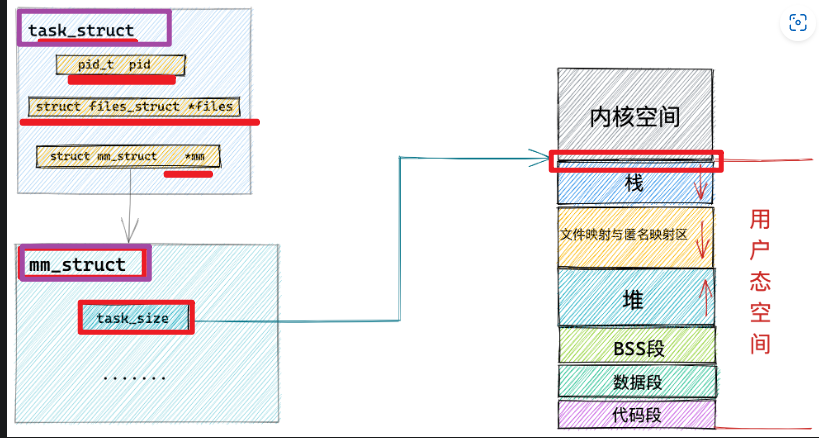 task_struct
pid_t pid
struct files_struct *files
struct mm_struct *mm
mm_struct
task_size
.......
内核空间
栈
文件映射与匿名映射区
堆
BSS段
数据段
代码段
用户态空间